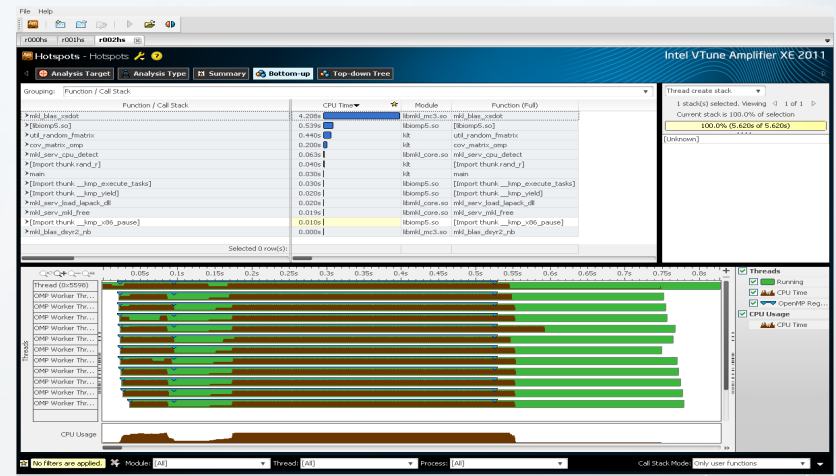 File Help
r000hs r001hs r002hs
Hotspots - Hotspots
Intel VTune Amplifier XE 2011
Analysis Target Analysis Type Summary Bottom-up Top-down Tree
Grouping: Function / Call Stack
Function / Call Stack CPU Time Module Function (Full)
mkl_blas_xsdot 4.208s libmkl_mc3.so mkl_blas_xsdot
[libiomp5.so] 0.539s libiomp5.so [libiomp5.so]
util_random_fmatrix 0.440s klt util_random_fmatrix
cov_matrix_omp 0.200s klt cov_matrix_omp
mkl_serv_cpu_detect 0.063s libmkl_core.so mkl_serv_cpu_detect
[Import thunk rand_r] 0.040s klt [Import thunk rand_r]
main 0.030s klt main
[Import thunk __kmp_execute_tasks] 0.030s libiomp5.so [Import thunk __kmp_execute_tasks]
[Import thunk __kmp_yield] 0.020s libiomp5.so [Import thunk __kmp_yield]
mkl_serv_load_lapack_dll 0.020s libmkl_core.so mkl_serv_load_lapack_dll
mkl_serv_mkl_free 0.019s libmkl_core.so mkl_serv_mkl_free
[Import thunk __kmp_x86_pause] 0.010s libiomp5.so [Import thunk __kmp_x86_pause]
mkl_blas_dsyr2_nb 0.000s libmkl_mc3.so mkl_blas_dsyr2_nb
Selected 0 row(s):
Thread create stack
1 stack(s) selected. Viewing 1 of 1
Current stack is 100.0% of selection
100.0% (5.620s of 5.620s)
[Unknown]
0.05s 0.1s 0.15s 0.2s 0.25s 0.3s 0.35s 0.4s 0.45s 0.5s 0.55s 0.6s 0.65s 0.7s 0.75s 0.8s
Threads
Thread (0x5598)
OMP Worker Thr...
OMP Worker Thr...
OMP Worker Thr...
OMP Worker Thr...
OMP Worker Thr...
OMP Worker Thr...
OMP Worker Thr...
OMP Worker Thr...
OMP Worker Thr...
OMP Worker Thr...
OMP Worker Thr...
CPU Usage
Threads
Running
CPU Time
OpenMP Reg...
CPU Usage
CPU Time
No filters are applied. Module: [All] Thread: [All] Process: [All] Call Stack Mode: Only user functions